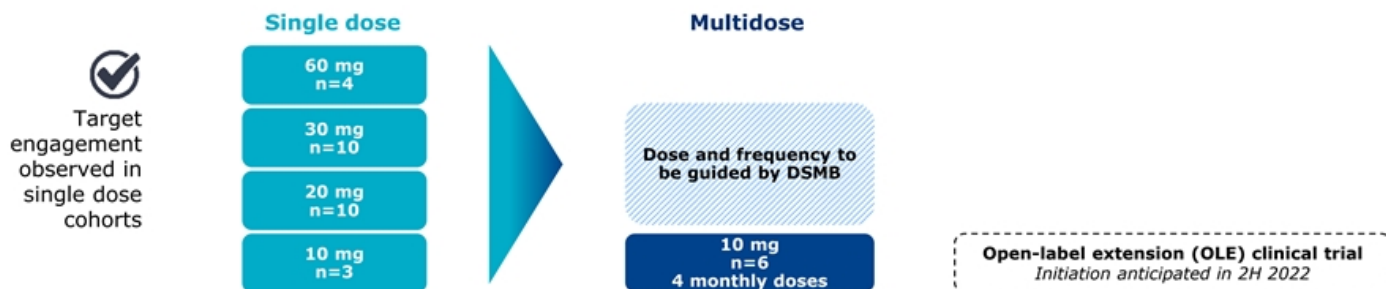 Single dose
Multidose
Target
engagement
observed in
single dose
cohorts
60 mg
n=4
30 mg
n=10
20 mg
n=10
10 mg
n=3
Dose and frequency to
be guided by DSMB
10 mg
n=6
4 monthly doses
Open-label extension (OLE) clinical trial
Initiation anticipated in 2H 2022